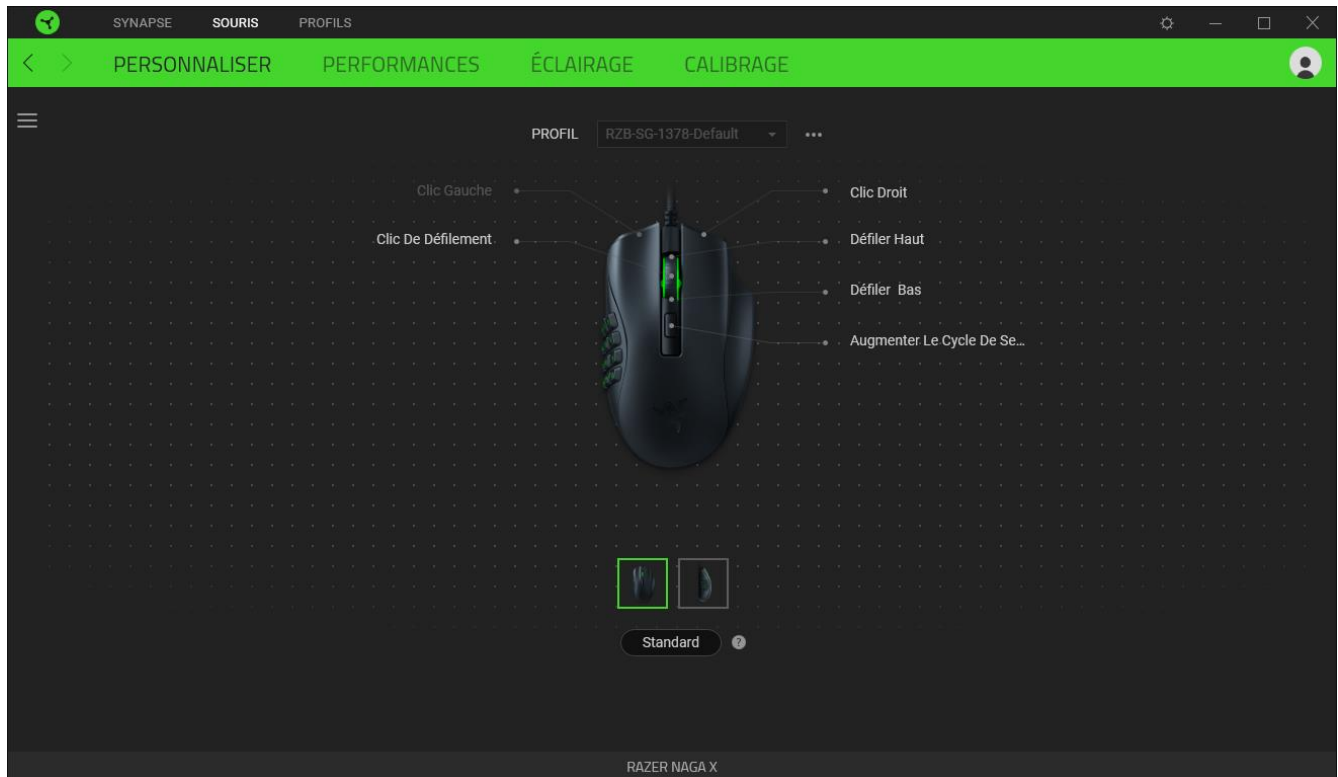 SYNAPSE SOURIS PROFILS
PERSONNALISER PERFORMANCES ÉCLAIRAGE CALIBRAGE
PROFIL RZB-SG-1378-Default
Clic Gauche
Clic Droit
Clic De Défilement
Défiler Haut
Défiler Bas
Augmenter Le Cycle De Se...
Standard ?
RAZER NAGA X